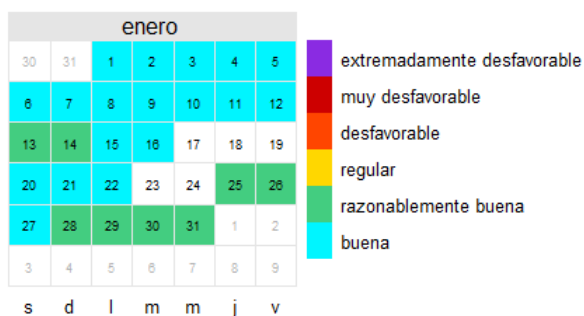 enero
30 31 1 2 3 4 5
6 7 8 9 10 11 12
13 14 15 16 17 18 19
20 21 22 23 24 25 26
27 28 29 30 31 1 2
3 4 5 6 7 8 9
s d l m m j v
extremadamente desfavorable
muy desfavorable
desfavorable
regular
razonablemente buena
buena